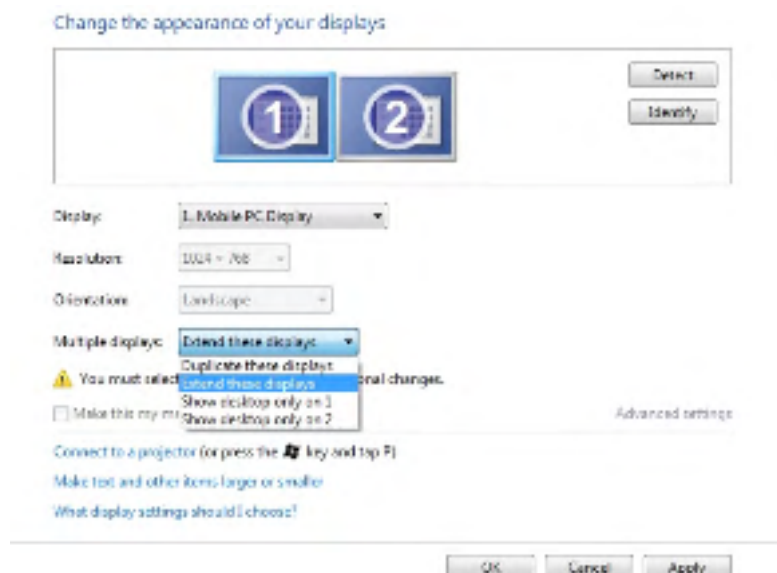 Change the appearance of your displays
1
2
Detect
Identify
Display: 1. Mobile PC Display
Resolution: 1024 × 768
Orientation: Landscape
Multiple displays: Extend these displays
Duplicate these displays
You must select onal changes.
Extend these displays
Show desktop only on 1
Make this my m Advanced settings
Show desktop only on 2
Connect to a projector (or press the key and tap P)
Make text and other items larger or smaller
What display settings should I choose?
OK Cancel Apply